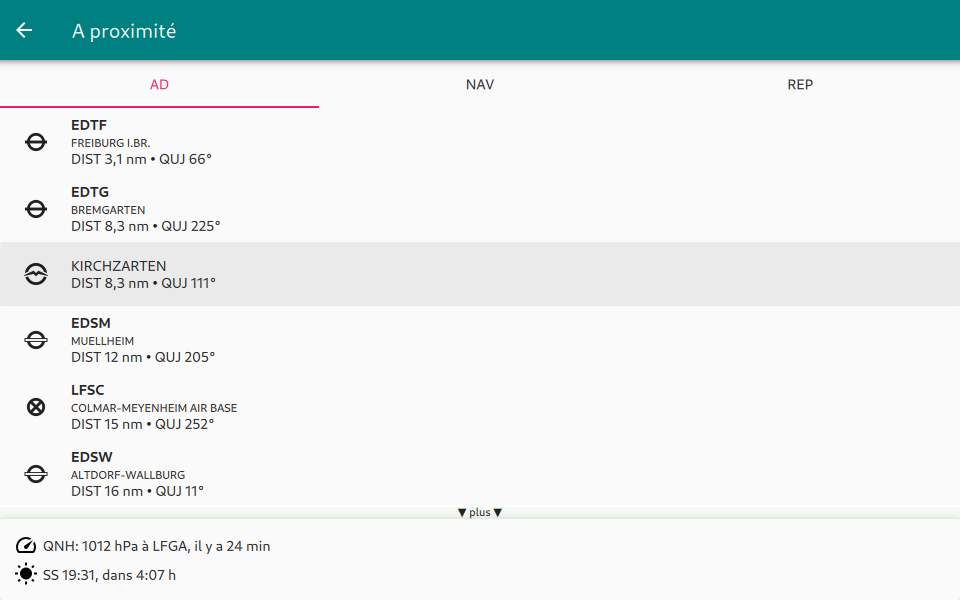 A proximité
AD
NAV
REP
EDTF
FREIBURG I.BR.
DIST 3,1 nm • QUJ 66°
EDTG
BREMGARTEN
DIST 8,3 nm • QUJ 225°
KIRCHZARTEN
DIST 8,3 nm • QUJ 111°
EDSM
MUELLHEIM
DIST 12 nm • QUJ 205°
LFSC
COLMAR-MEYENHEIM AIR BASE
DIST 15 nm • QUJ 252°
EDSW
ALTDORF-WALLBURG
DIST 16 nm • QUJ 11°
▼ plus ▼
QNH: 1012 hPa à LFGA, il y a 24 min
SS 19:31, dans 4:07 h